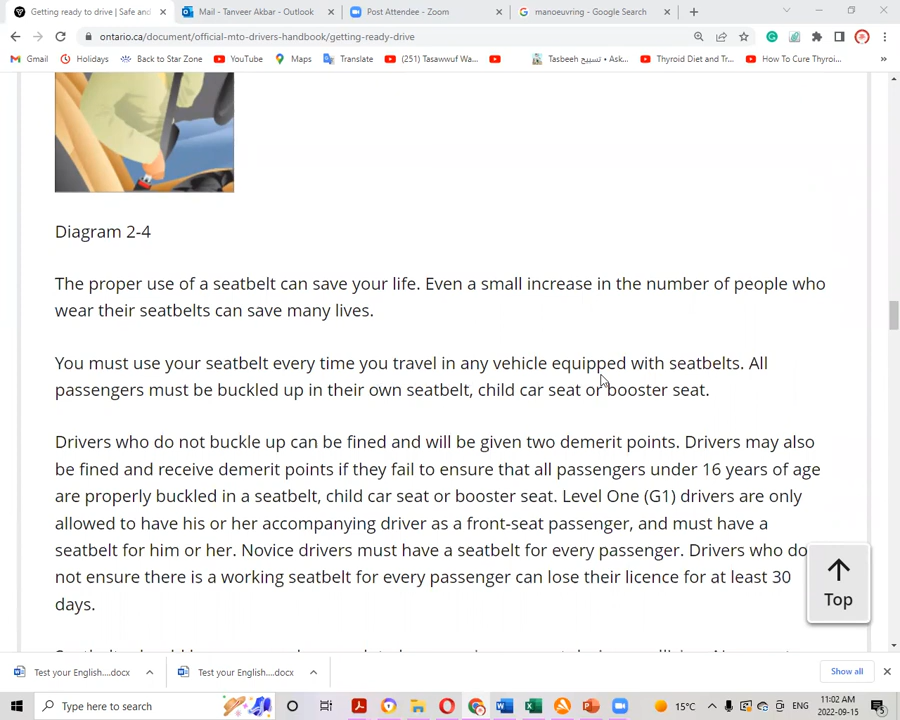 Getting ready to drive | Safe and
Mail - Tanveer Akbar - Outlook
Post Attendee - Zoom
manoeuvring - Google Search
ontario.ca/document/official-mto-drivers-handbook/getting-ready-drive
Gmail
Holidays
Back to Star Zone
YouTube
Maps
Translate
(251) Tasawwuf Wa...
Tasbeeh تسبيح • Ask...
Thyroid Diet and Tr...
How To Cure Thyroi...
Diagram 2-4
The proper use of a seatbelt can save your life. Even a small increase in the number of people who
wear their seatbelts can save many lives.
You must use your seatbelt every time you travel in any vehicle equipped with seatbelts. All
passengers must be buckled up in their own seatbelt, child car seat or booster seat.
Drivers who do not buckle up can be fined and will be given two demerit points. Drivers may also
be fined and receive demerit points if they fail to ensure that all passengers under 16 years of age
are properly buckled in a seatbelt, child car seat or booster seat. Level One (G1) drivers are only
allowed to have his or her accompanying driver as a front-seat passenger, and must have a
seatbelt for him or her. Novice drivers must have a seatbelt for every passenger. Drivers who do
not ensure there is a working seatbelt for every passenger can lose their licence for at least 30
days.
Top
Test your English....docx
Test your English....docx
Show all
Type here to search
15°C
ENG
11:02 AM
2022-09-15